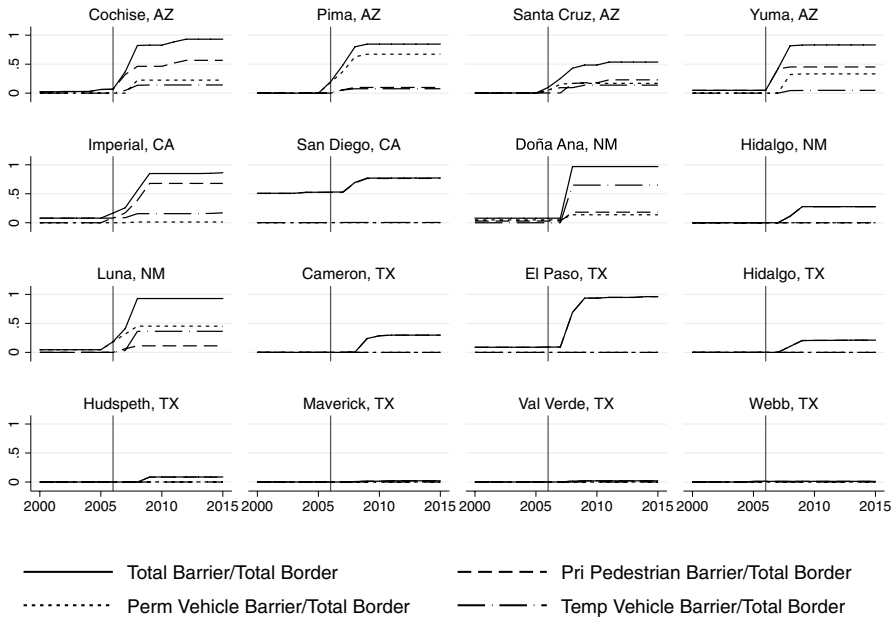 Cochise, AZ
Pima, AZ
Santa Cruz, AZ
Yuma, AZ
0 .5 1
Imperial, CA
San Diego, CA
Doña Ana, NM
Hidalgo, NM
0 .5 1
Luna, NM
Cameron, TX
El Paso, TX
Hidalgo, TX
0 .5 1
Hudspeth, TX
Maverick, TX
Val Verde, TX
Webb, TX
0 .5 1
2000 2005 2010 2015 2000 2005 2010 2015 2000 2005 2010 2015 2000 2005 2010 2015
Total Barrier/Total Border
Pri Pedestrian Barrier/Total Border
Perm Vehicle Barrier/Total Border
Temp Vehicle Barrier/Total Border